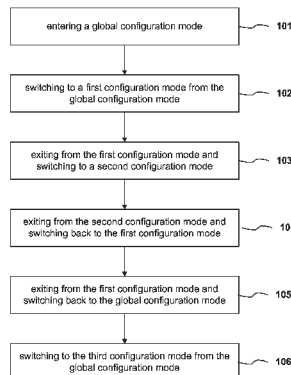 entering a global configuration mode
101
switching to a first configuration mode from the
global configuration mode
102
exiting from the first configuration mode and
switching to a second configuration mode
103
exiting from the second configuration mode and
switching back to the first configuration mode
10
exiting from the first configuration mode and
switching back to the global configuration mode
105
switching to the third configuration mode from the
global configuration mode
106